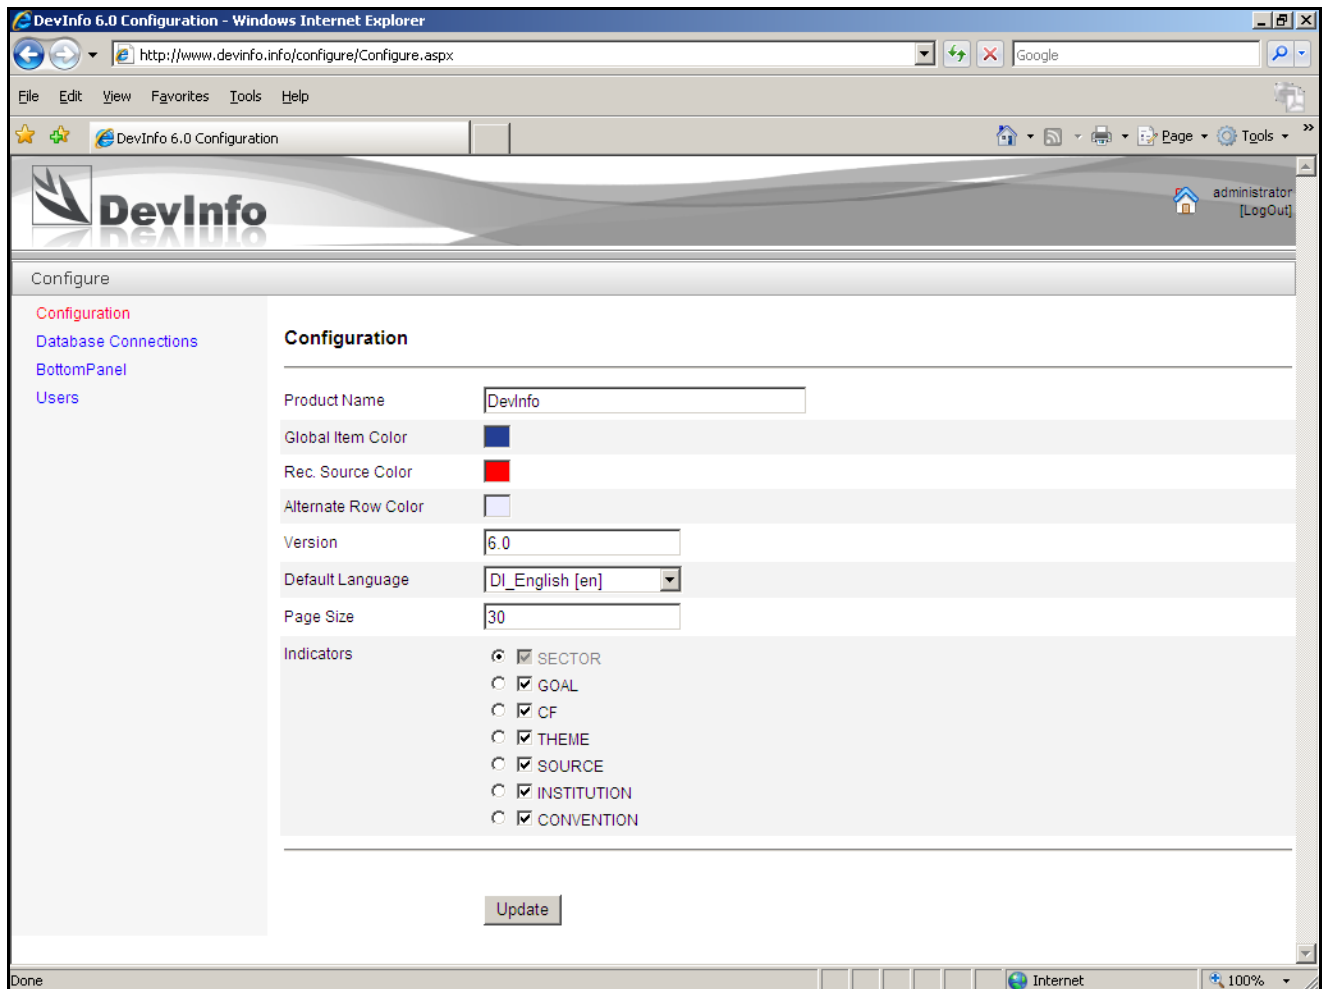 DevInfo 6.0 Configuration - Windows Internet Explorer
http://www.devinfo.info/configure/Configure.aspx
Google
File Edit View Favorites Tools Help
DevInfo 6.0 Configuration
Page Tools »
DevInfo
administrator
[LogOut]
Configure
Configuration
Database Connections
BottomPanel
Users
Configuration
Product Name DevInfo
Global Item Color
Rec. Source Color
Alternate Row Color
Version 6.0
Default Language DI_English [en]
Page Size 30
Indicators SECTOR
GOAL
CF
THEME
SOURCE
INSTITUTION
CONVENTION
Update
Done Internet 100%